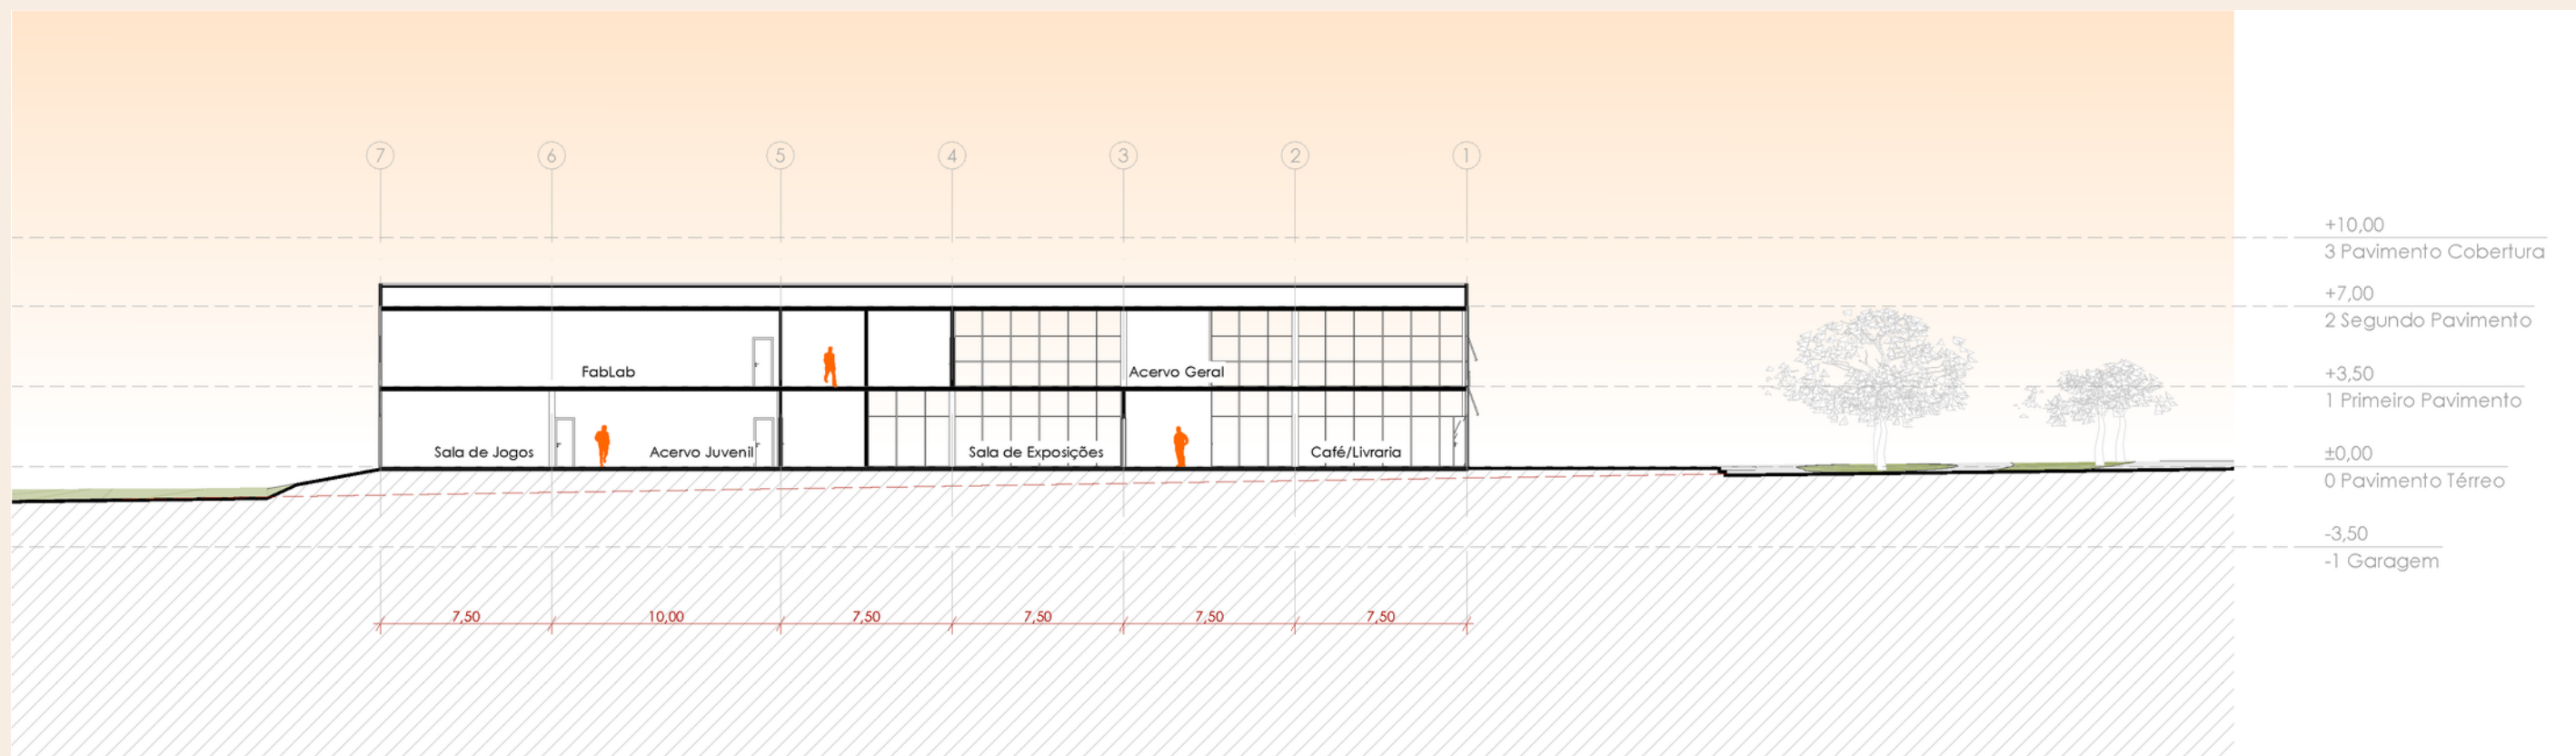 7 6 5 4 3 2 1
+10,00
3 Pavimento Cobertura
+7,00
2 Segundo Pavimento
+3,50
1 Primeiro Pavimento
±0,00
0 Pavimento Térreo
-3,50
-1 Garagem
FabLab
Acervo Geral
Sala de Jogos
Acervo Juvenil
Sala de Exposições
Café/Livraria
7,50 10,00 7,50 7,50 7,50 7,50